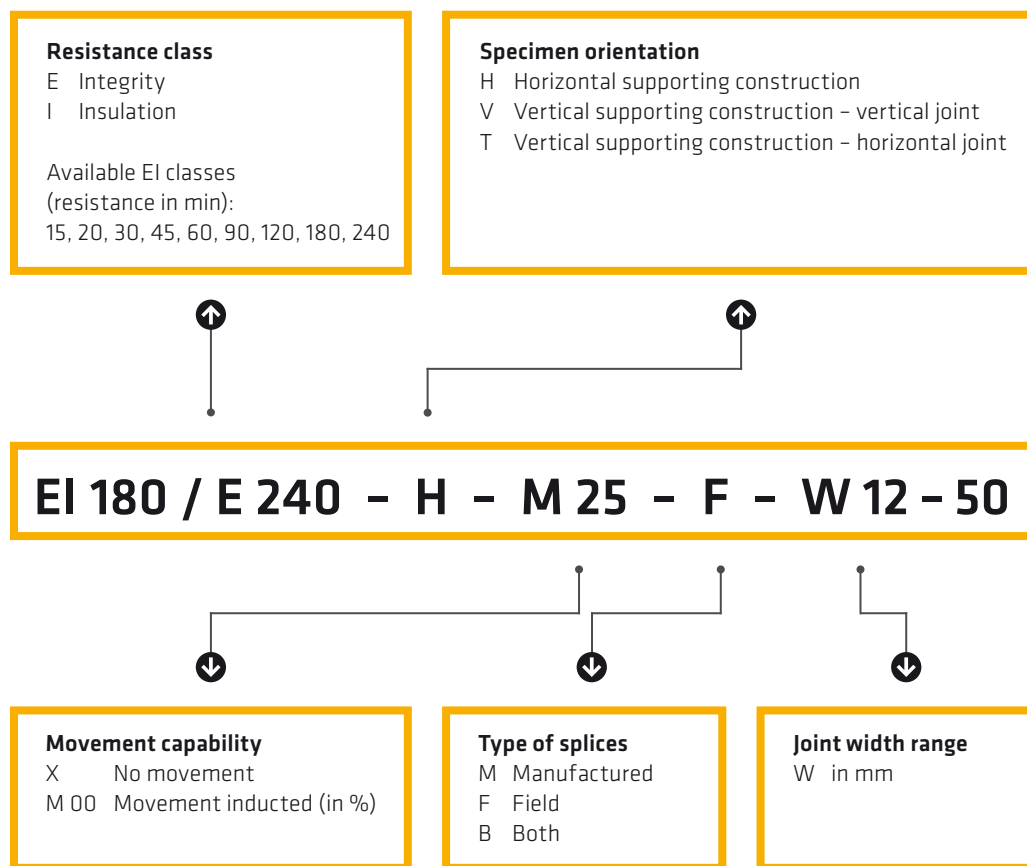 Resistance class
E Integrity
I Insulation
Available EI classes
(resistance in min):
15, 20, 30, 45, 60, 90, 120, 180, 240
Specimen orientation
H Horizontal supporting construction
V Vertical supporting construction – vertical joint
T Vertical supporting construction – horizontal joint
EI 180 / E 240 – H – M 25 – F – W 12 – 50
Movement capability
X No movement
M 00 Movement inducted (in %)
Type of splices
M Manufactured
F Field
B Both
Joint width range
W in mm